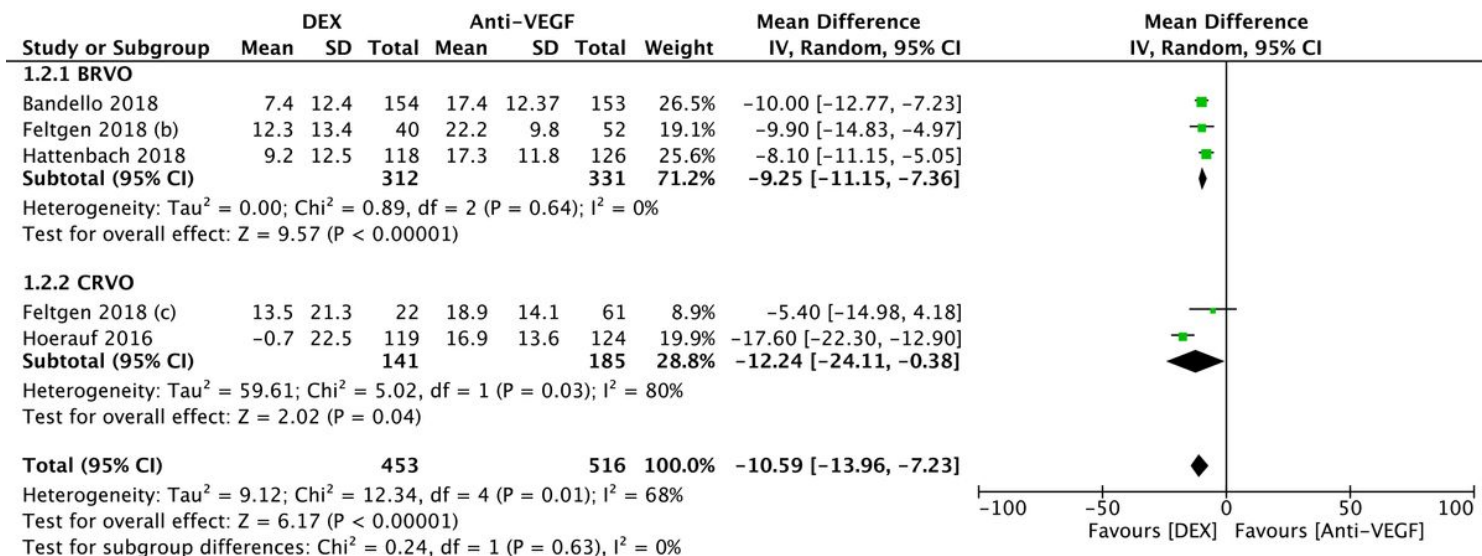 DEX Anti-VEGF Mean Difference Mean Difference
Study or Subgroup Mean SD Total Mean SD Total Weight IV, Random, 95% CI IV, Random, 95% CI
1.2.1 BRVO
Bandello 2018 7.4 12.4 154 17.4 12.37 153 26.5% −10.00 [−12.77, −7.23]
Feltgen 2018 (b) 12.3 13.4 40 22.2 9.8 52 19.1% −9.90 [−14.83, −4.97]
Hattenbach 2018 9.2 12.5 118 17.3 11.8 126 25.6% −8.10 [−11.15, −5.05]
Subtotal (95% CI) 312 331 71.2% −9.25 [−11.15, −7.36]
Heterogeneity: Tau² = 0.00; Chi² = 0.89, df = 2 (P = 0.64); I² = 0%
Test for overall effect: Z = 9.57 (P < 0.00001)
1.2.2 CRVO
Feltgen 2018 (c) 13.5 21.3 22 18.9 14.1 61 8.9% −5.40 [−14.98, 4.18]
Hoerauf 2016 −0.7 22.5 119 16.9 13.6 124 19.9% −17.60 [−22.30, −12.90]
Subtotal (95% CI) 141 185 28.8% −12.24 [−24.11, −0.38]
Heterogeneity: Tau² = 59.61; Chi² = 5.02, df = 1 (P = 0.03); I² = 80%
Test for overall effect: Z = 2.02 (P = 0.04)
Total (95% CI) 453 516 100.0% −10.59 [−13.96, −7.23]
Heterogeneity: Tau² = 9.12; Chi² = 12.34, df = 4 (P = 0.01); I² = 68%
Test for overall effect: Z = 6.17 (P < 0.00001)
Test for subgroup differences: Chi² = 0.24, df = 1 (P = 0.63), I² = 0%
−100 −50 0 50 100
Favours [DEX] Favours [Anti-VEGF]